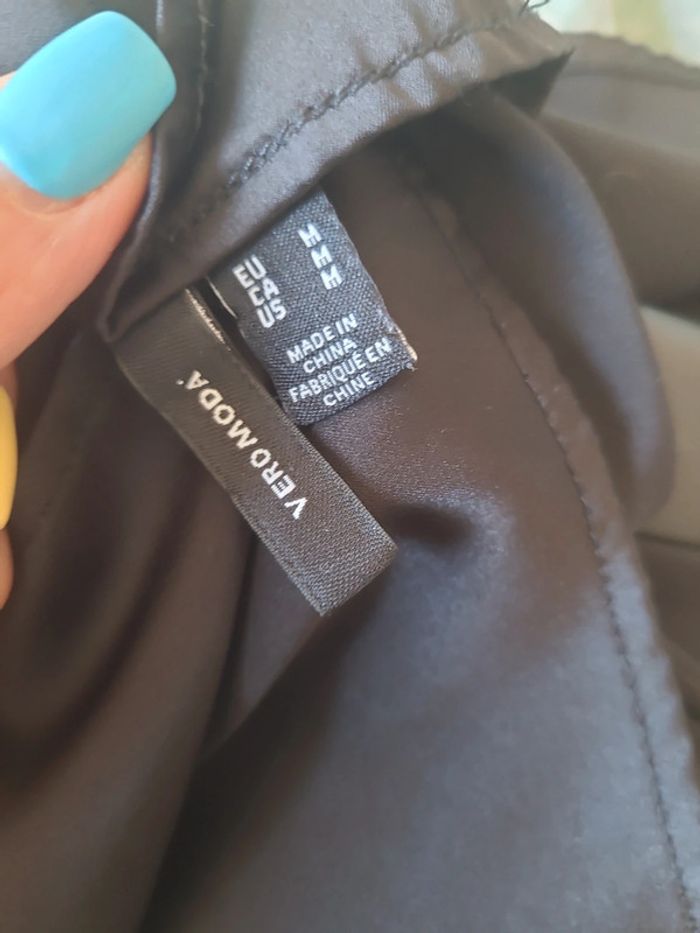 EU M
CA M
US M
MADE IN
CHINA
FABRIQUÉ EN
CHINE
VERO MODA